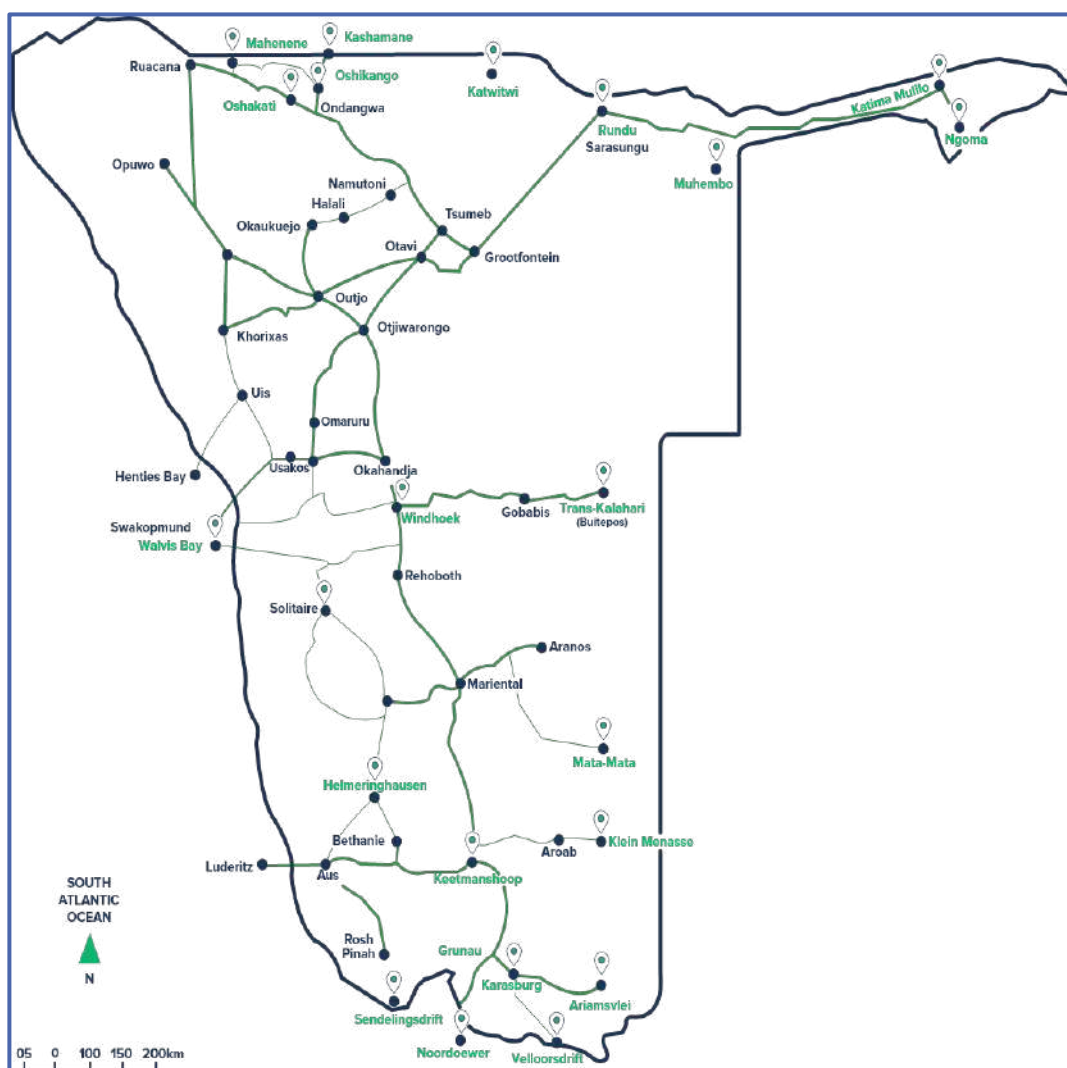 Mahenene
Kashamane
Ruacana
Oshikango
Oshakati
Ondangwa
Katwitwi
Katima Mulilo
Rundu
Sarasungu
Ngoma
Muhembo
Opuwo
Namutoni
Halali
Okaukuejo
Tsumeb
Otavi
Grootfontein
Outjo
Khorixas
Otjiwarongo
Uis
Omaruru
Usakos
Okahandja
Henties Bay
Windhoek
Gobabis
Trans-Kalahari
(Buitepos)
Swakopmund
Walvis Bay
Rehoboth
Solitaire
Aranos
Mariental
Mata-Mata
Helmeringhausen
Bethanie
Aroab
Klein Menasse
Luderitz
Aus
Keetmanshoop
SOUTH
ATLANTIC
OCEAN
N
Rosh
Pinah
Grunau
Karasburg
Ariamsvlei
Sendelingsdrift
Noordoewer
Velloorsdrift
05 0 100 150 200km